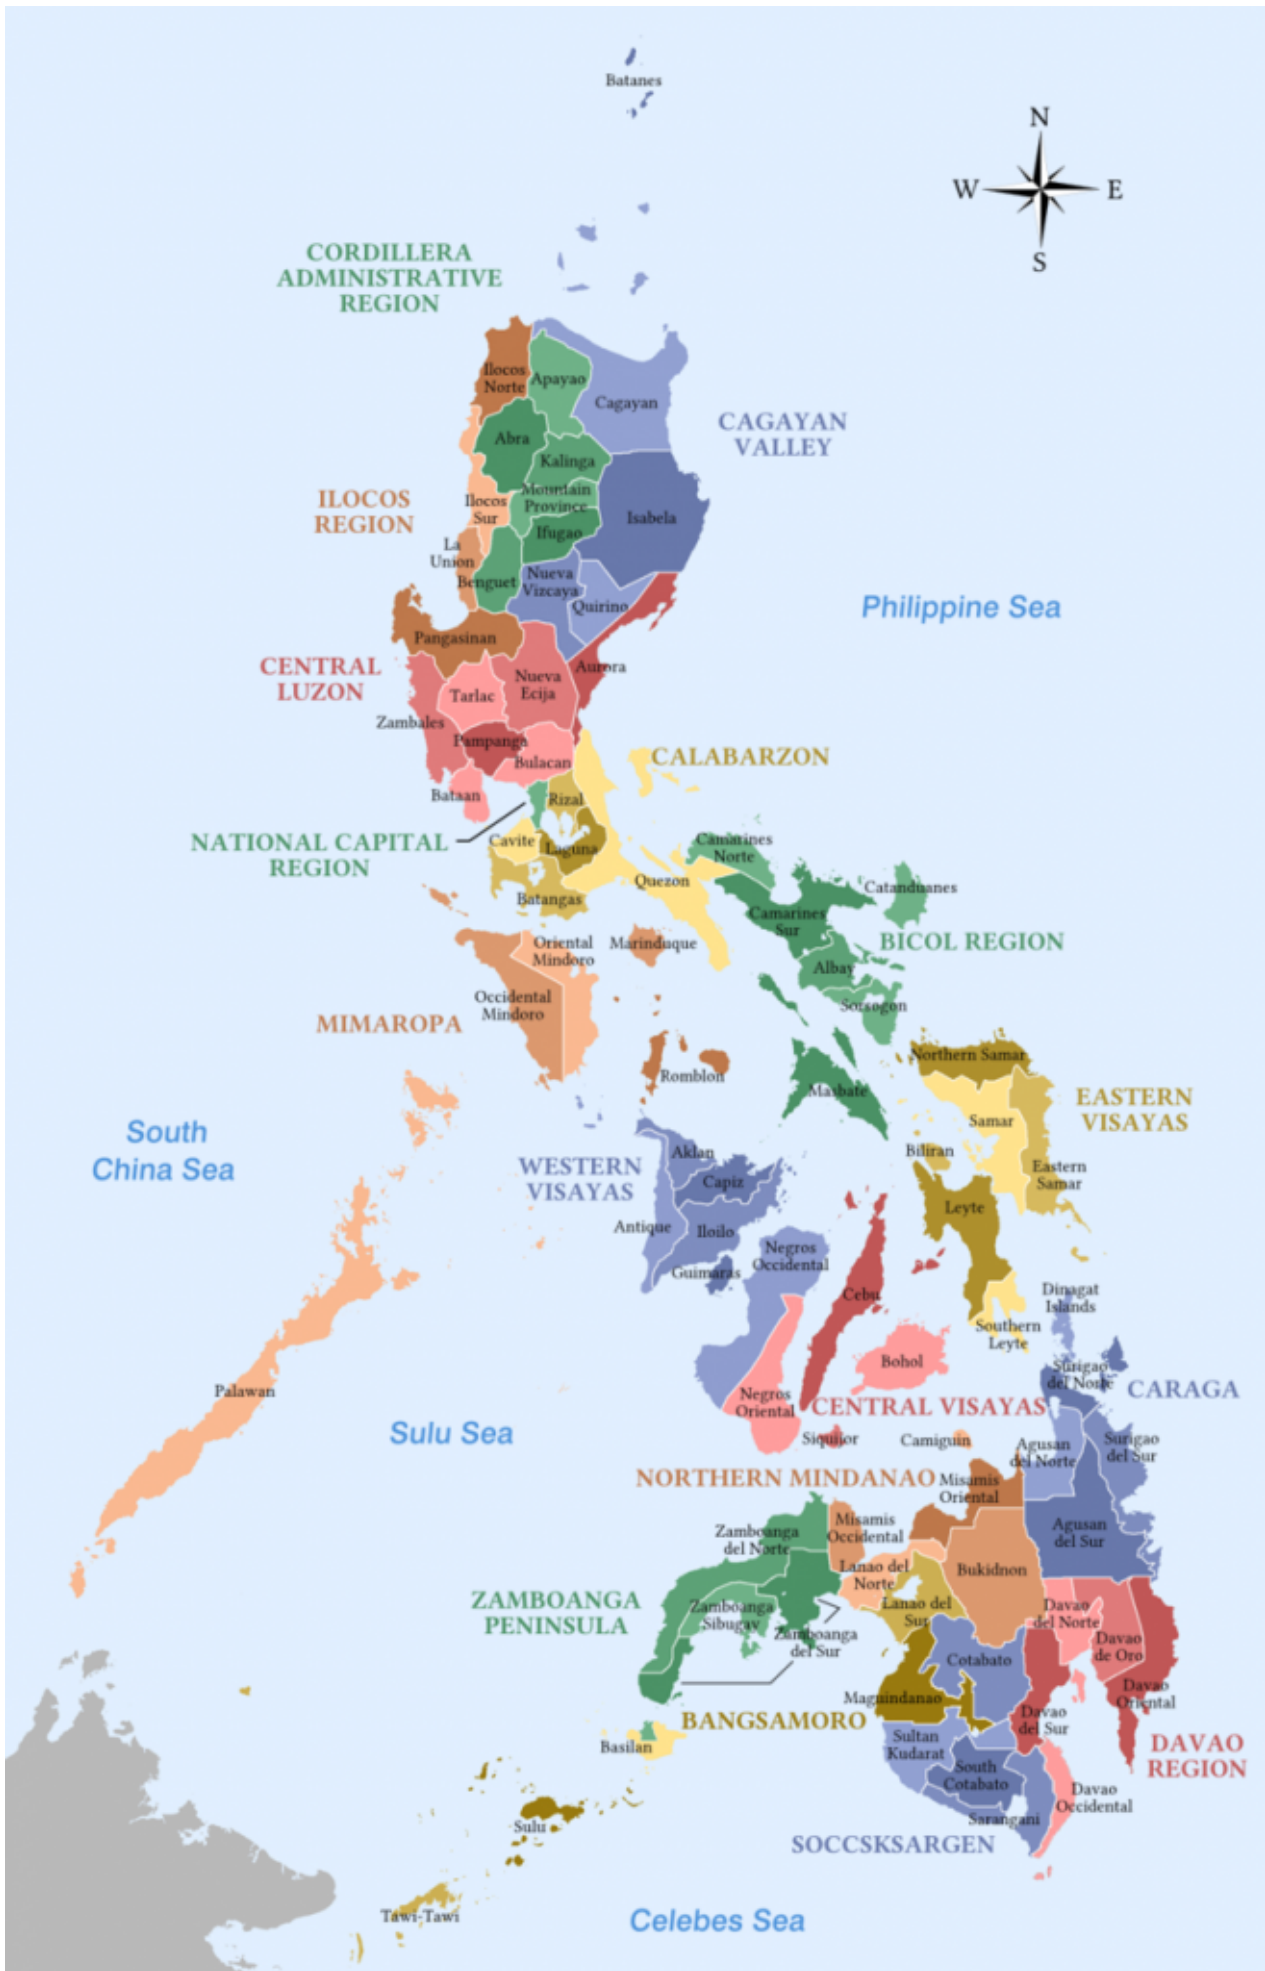 Batanes
N
W
E
S
CORDILLERA
ADMINISTRATIVE
REGION
Ilocos
Norte
Apayao
Cagayan
CAGAYAN
VALLEY
Abra
Kalinga
ILOCOS
REGION
Ilocos
Sur
Mountain
Province
Isabela
Ifugao
La
Union
Benguet
Nueva
Vizcaya
Quirino
Philippine Sea
Pangasinan
CENTRAL
LUZON
Aurora
Nueva
Ecija
Tarlac
Zambales
Pampanga
Bulacan
CALABARZON
Bataan
Rizal
NATIONAL CAPITAL
REGION
Cavite
Laguna
Camarines
Norte
Quezon
Catanduanes
Batangas
Camarines
Sur
BICOL REGION
Oriental
Mindoro
Marinduque
Albay
Occidental
Mindoro
Sorsogon
MIMAROPA
Northern Samar
Romblon
Masbate
EASTERN
VISAYAS
Samar
South
China Sea
WESTERN
VISAYAS
Aklan
Biliran
Capiz
Eastern
Samar
Leyte
Antique
Iloilo
Negros
Occidental
Guimaras
Cebu
Dinagat
Islands
Southern
Leyte
Bohol
Surigao
del Norte
CARAGA
Palawan
Negros
Oriental
CENTRAL VISAYAS
Sulu Sea
Siquijor
Camiguin
Agusan
del Norte
Surigao
del Sur
NORTHERN MINDANAO
Misamis
Oriental
Misamis
Occidental
Zamboanga
del Norte
Agusan
del Sur
Lanao del
Norte
Bukidnon
ZAMBOANGA
PENINSULA
Zamboanga
Sibugay
Lanao del
Sur
Davao
del Norte
Zamboanga
del Sur
Davao
de Oro
Cotabato
Maguindanao
Davao
Oriental
BANGSAMORO
Davao
del Sur
Basilan
Sultan
Kudarat
DAVAO
REGION
South
Cotabato
Davao
Occidental
Sulu
Sarangani
SOCCSKSARGEN
Tawi-Tawi
Celebes Sea